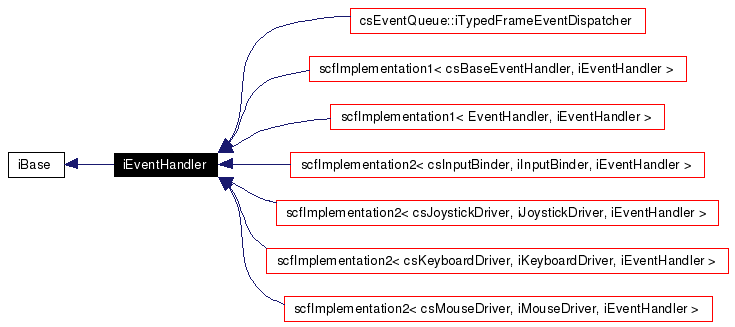 csEventQueue::iTypedFrameEventDispatcher
scfImplementation1< csBaseEventHandler, iEventHandler >
scfImplementation1< EventHandler, iEventHandler >
iBase
iEventHandler
scfImplementation2< csInputBinder, iInputBinder, iEventHandler >
scfImplementation2< csJoystickDriver, iJoystickDriver, iEventHandler >
scfImplementation2< csKeyboardDriver, iKeyboardDriver, iEventHandler >
scfImplementation2< csMouseDriver, iMouseDriver, iEventHandler >